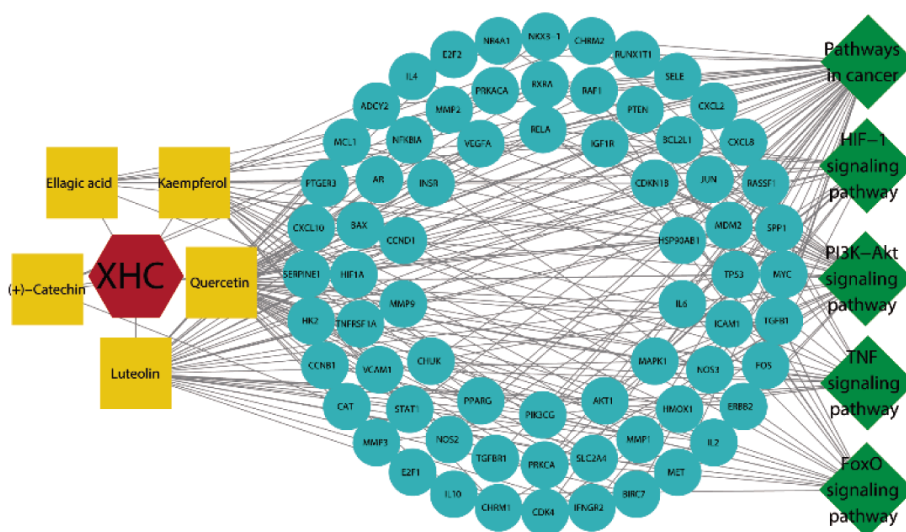 NKX3−1
NR4A1
CHRM2
E2F2
RUNX1T1
IL4
SELE
ADCY2
CXCL2
MCL1
CXCL8
PTGER3
RASSF1
CXCL10
SPP1
SERPINE1
MYC
HK2
TGFB1
CCNB1
FOS
CAT
ERBB2
MMP3
IL2
E2F1
MET
IL10
BIRC7
CHRM1
IFNGR2
CDK4
RXRA
PRKACA
RAF1
MMP2
PTEN
NFKBIA
BCL2L1
AR
JUN
BAX
MDM2
HIF1A
TP53
TNFRSF1A
ICAM1
VCAM1
NOS3
STAT1
HMOX1
NOS2
MMP1
TGFBR1
SLC2A4
PRKCA
RELA
VEGFA
IGF1R
INSR
CDKN1B
CCND1
HSP90AB1
MMP9
IL6
CHUK
MAPK1
PPARG
AKT1
PIK3CG
Ellagic acid
Kaempferol
XHC
(+)−Catechin
Quercetin
Luteolin
Pathways
in cancer
HIF−1
signaling
pathway
PI3K−Akt
signaling
pathway
TNF
signaling
pathway
FoxO
signaling
pathway